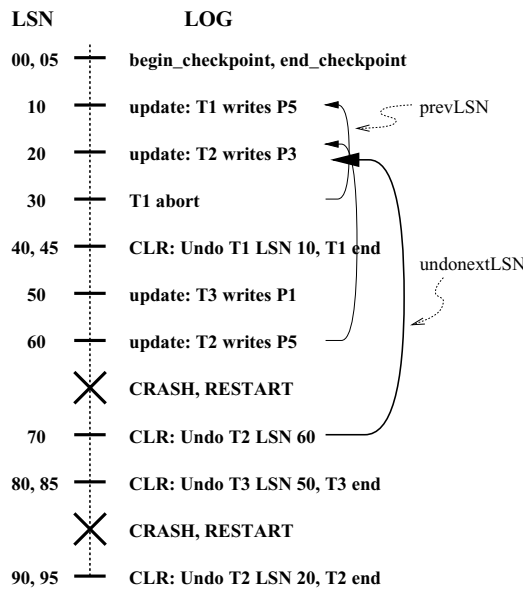 LSN LOG
00, 05 begin_checkpoint, end_checkpoint
10 update: T1 writes P5 prevLSN
20 update: T2 writes P3
30 T1 abort
40, 45 CLR: Undo T1 LSN 10, T1 end
undonextLSN
50 update: T3 writes P1
60 update: T2 writes P5
CRASH, RESTART
70 CLR: Undo T2 LSN 60
80, 85 CLR: Undo T3 LSN 50, T3 end
CRASH, RESTART
90, 95 CLR: Undo T2 LSN 20, T2 end